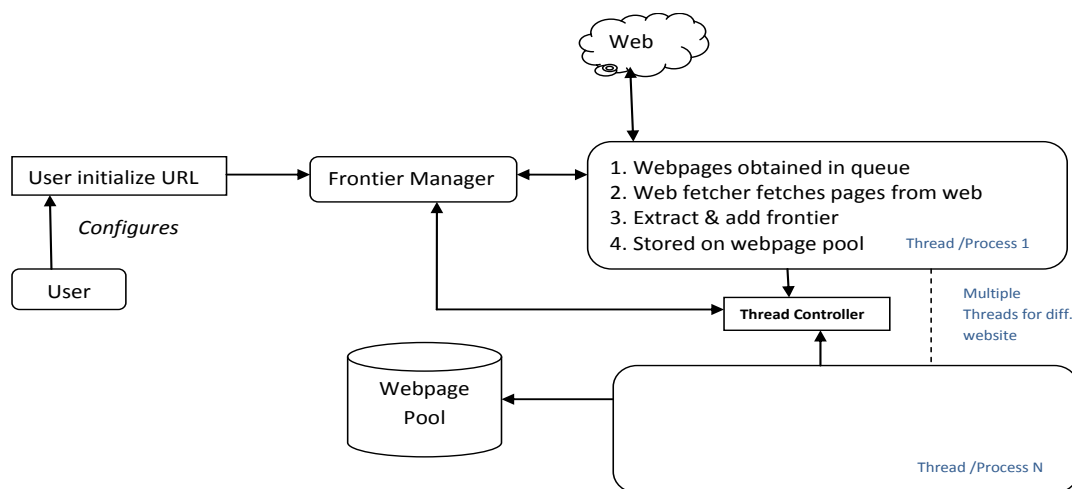 Web
User initialize URL
Frontier Manager
1. Webpages obtained in queue
2. Web fetcher fetches pages from web
3. Extract & add frontier
4. Stored on webpage pool
Thread /Process 1
Configures
User
Thread Controller
Multiple
Threads for diff.
website
Webpage
Pool
Thread /Process N